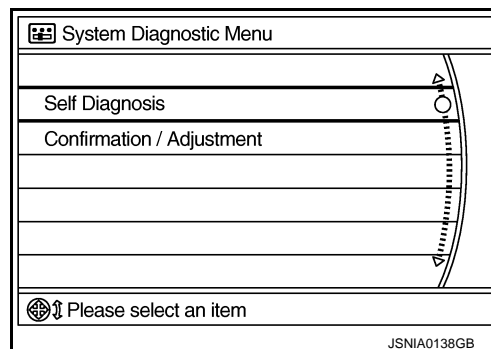 System Diagnostic Menu
Self Diagnosis
Confirmation / Adjustment
Please select an item
JSNIA0138GB